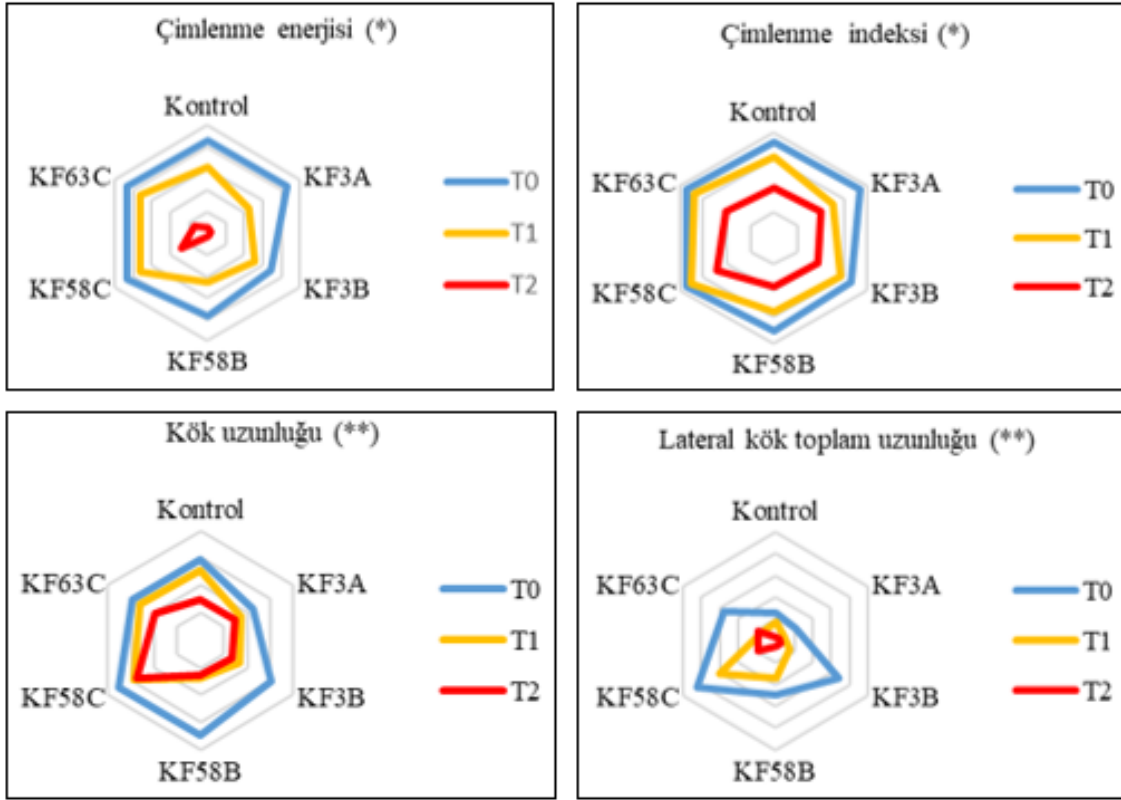 Çimlenme enerjisi (*)
Kontrol
KF63C
KF3A
KF58C
KF3B
KF58B
T0
T1
T2
Çimlenme indeksi (*)
Kontrol
KF63C
KF3A
KF58C
KF3B
KF58B
T0
T1
T2
Kök uzunluğu (**)
Kontrol
KF63C
KF3A
KF58C
KF3B
KF58B
T0
T1
T2
Lateral kök toplam uzunluğu (**)
Kontrol
KF63C
KF3A
KF58C
KF3B
KF58B
T0
T1
T2